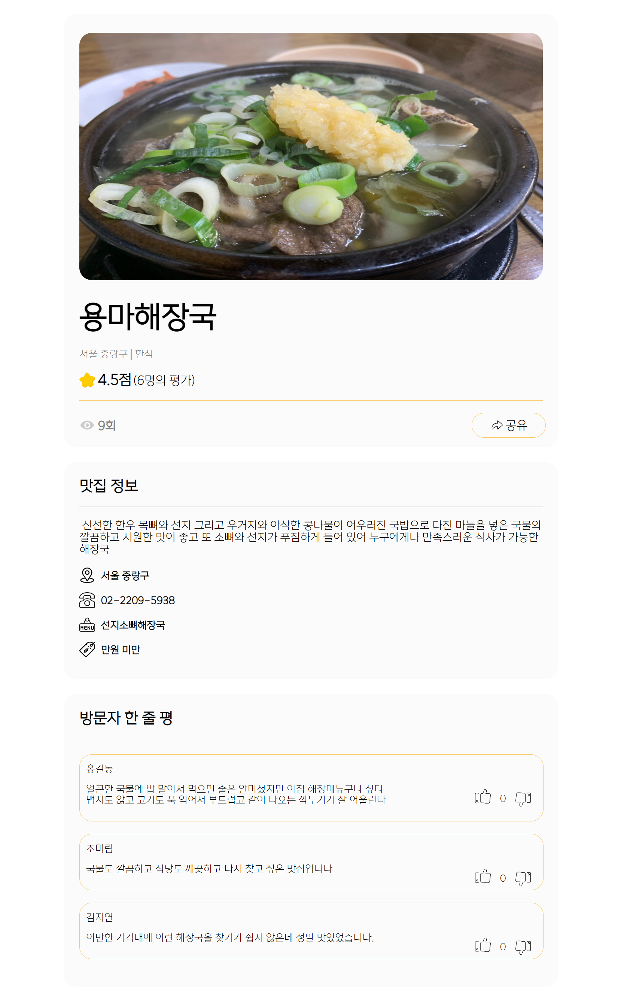 용마해장국
서울 중랑구 | 한식
4.5점 (6명의 평가)
9회
공유
맛집 정보
신선한 한우 목뼈와 선지 그리고 우거지와 아삭한 콩나물이 어우러진 국밥으로 다진 마늘을 넣은 국물의
깔끔하고 시원한 맛이 좋고 또 소뼈와 선지가 푸짐하게 들어 있어 누구에게나 만족스러운 식사가 가능한
해장국
서울 중랑구
02-2209-5938
MENU 선지소뼈해장국
만원 미만
방문자 한 줄 평
홍길동
얼큰한 국물에 밥 말아서 먹으면 술은 안마셨지만 아침 해장메뉴구나 싶다
맵지도 않고 고기도 푹 익어서 부드럽고 같이 나오는 깍두기가 잘 어울린다
0
조미림
국물도 깔끔하고 식당도 깨끗하고 다시 찾고 싶은 맛집입니다
0
김지연
이만한 가격대에 이런 해장국을 찾기가 쉽지 않은데 정말 맛있었습니다.
0